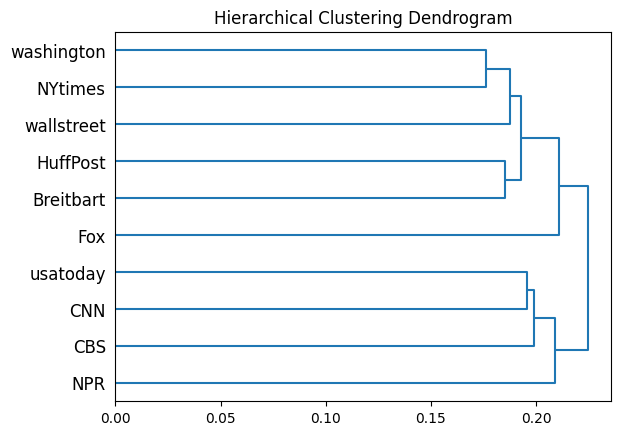 Hierarchical Clustering Dendrogram
washington
NYtimes
wallstreet
HuffPost
Breitbart
Fox
usatoday
CNN
CBS
NPR
0.00 0.05 0.10 0.15 0.20